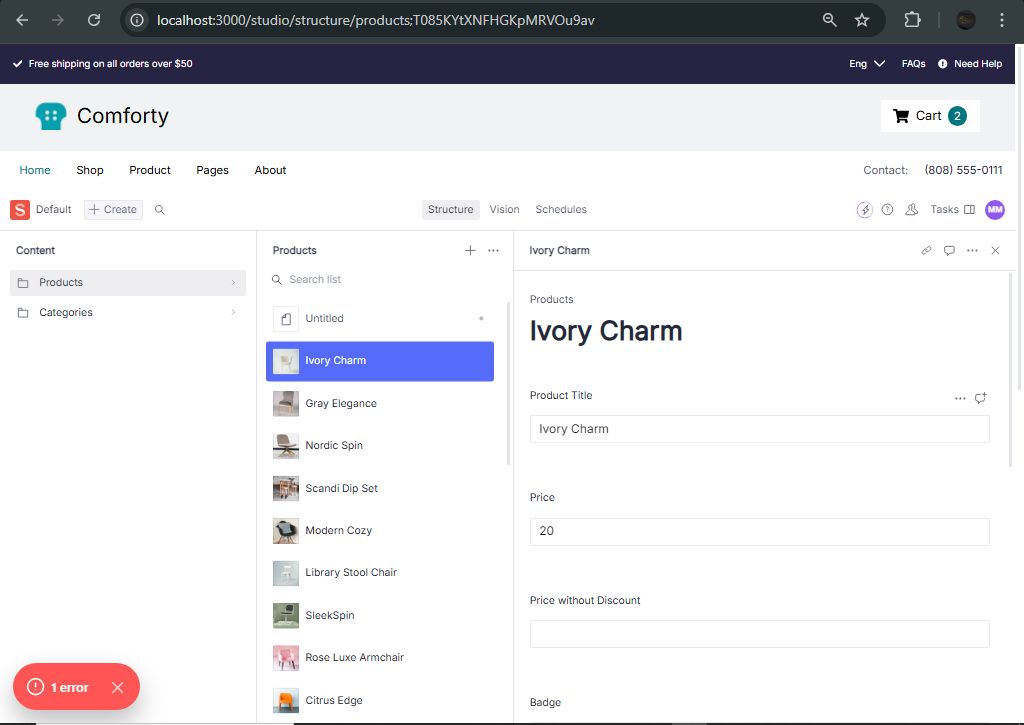 localhost:3000/studio/structure/products;T085KYtXNFHGKpMRVOu9av
Free shipping on all orders over $50
Eng
FAQs
Need Help
Comforty
Cart 2
Home
Shop
Product
Pages
About
Contact:
(808) 555-0111
S
Default
Create
Structure
Vision
Schedules
Tasks
MM
Content
Products
Categories
Products
Search list
Untitled
Ivory Charm
Gray Elegance
Nordic Spin
Scandi Dip Set
Modern Cozy
Library Stool Chair
SleekSpin
Rose Luxe Armchair
Citrus Edge
Ivory Charm
Products
Ivory Charm
Product Title
Ivory Charm
Price
20
Price without Discount
Badge
1 error